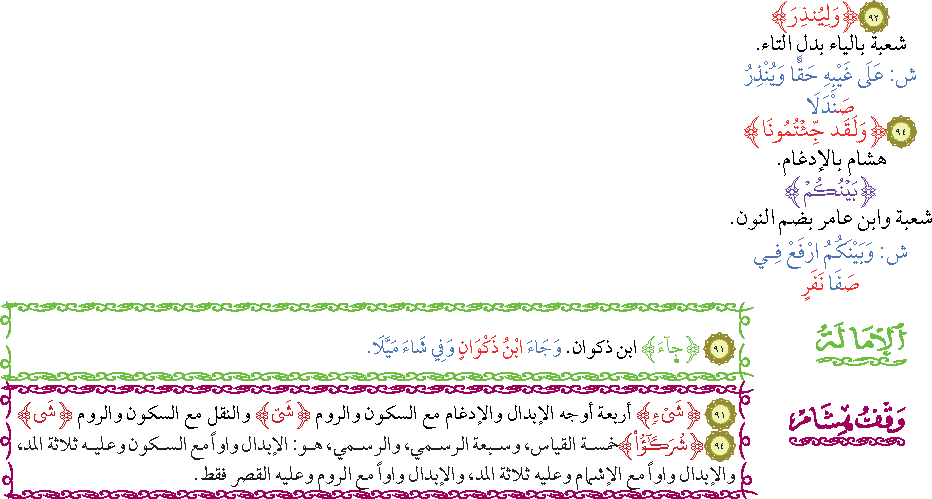 ٩٢ ﴿وَلِيُنذِرَ﴾
شعبة بالياء بدل التاء.
ش: عَلَى غَيْبِهِ حَقًّا وَيُنْذِرُ
صَنْدَلَا
٩٤ ﴿وَلَقَد جِّئْتُمُونَا﴾
هشام بالإدغام.
﴿بَيْنُكُمْ﴾
شعبة وابن عامر بضم النون.
ش: وَبَيْنَكُمُ ارْفَعْ فِي
صَفَا نَفَرٍ
الإمالة
٩١ ﴿جَآءَ﴾ ابن ذكوان. وَجَاءَ ابْنُ ذَكْوَانٍ وَفِي شَاءَ مَيَّلَا.
وقف هشام
٩١ ﴿شَىْءٍ﴾ أربعة أوجه الإبدال والإدغام مع السكون والروم ﴿شَىّ﴾ والنقل مع السكون والروم ﴿شَى﴾
٩٤ ﴿شُرَكَٰٓؤُا۟﴾ خمسة القياس، وسبعة الرسمي، والرسمي، هو: الإبدال واواً مع السكون وعليه ثلاثة المد،
والإبدال واواً مع الإشمام وعليه ثلاثة المد، والإبدال واواً مع الروم وعليه القصر فقط.